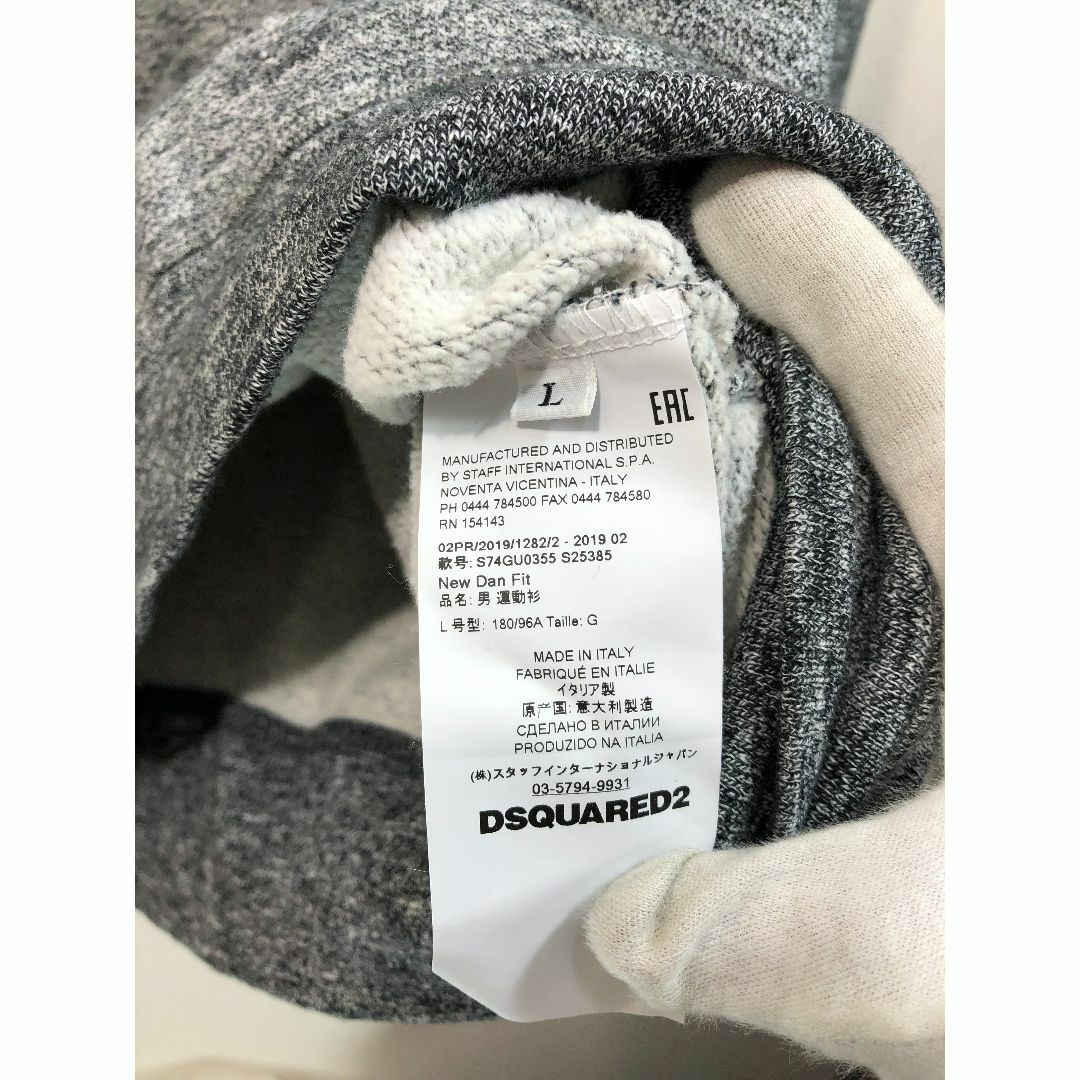 L
EAC
MANUFACTURED AND DISTRIBUTED
BY STAFF INTERNATIONAL S.P.A.
NOVENTA VICENTINA - ITALY
PH 0444 784500 FAX 0444 784580
RN 154143
02PR/2019/1282/2 - 2019 02
款号: S74GU0355 S25385
New Dan Fit
品名: 男 運動衫
L 号型: 180/96A Taille: G
MADE IN ITALY
FABRIQUÉ EN ITALIE
イタリア製
原产国: 意大利製造
СДЕЛАНО В ИТАЛИИ
PRODUZIDO NA ITALIA
(株)スタッフインターナショナルジャパン
03-5794-9931
DSQUARED2